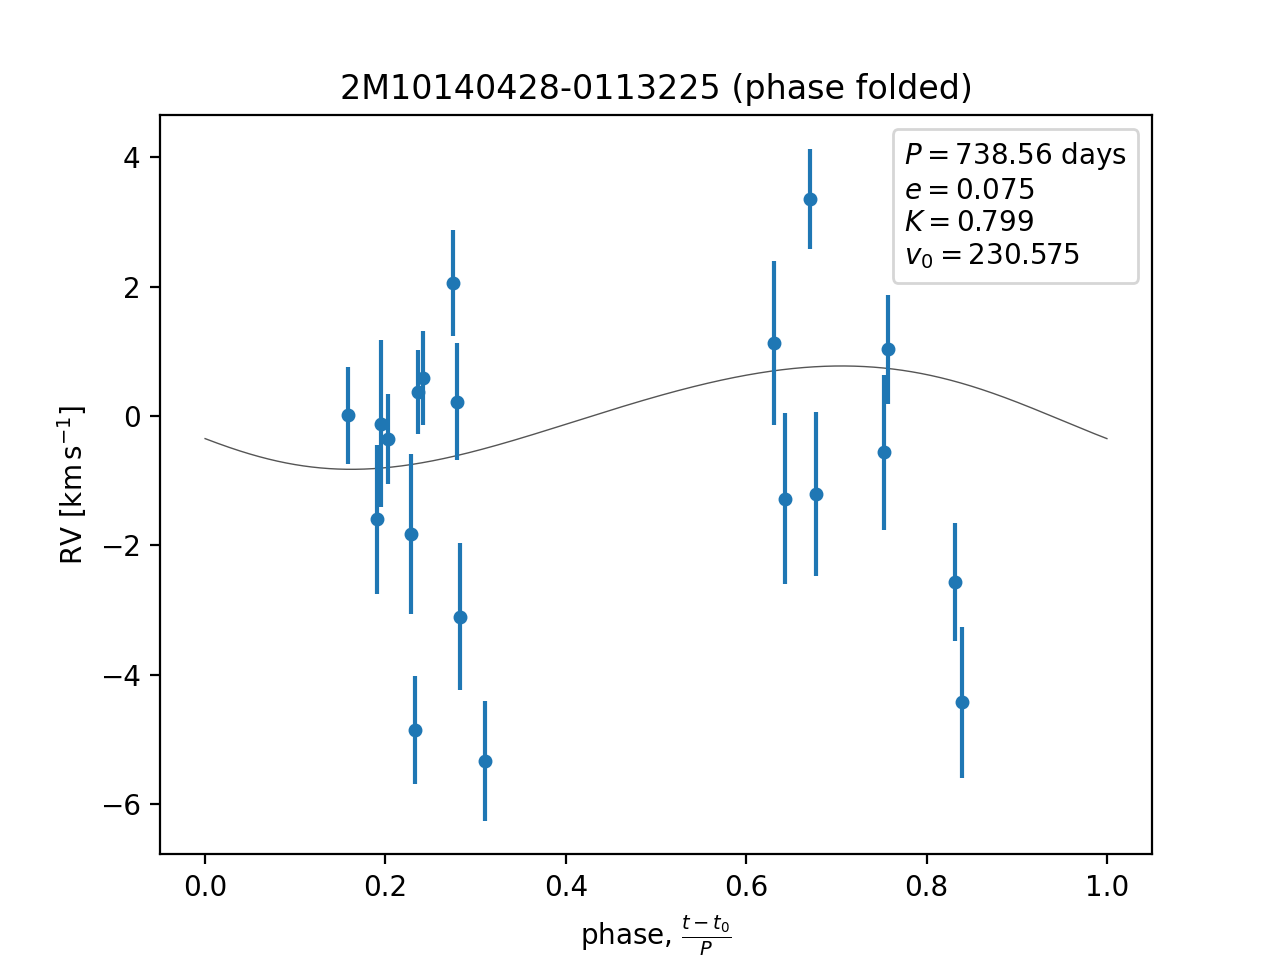 2M10140428-0113225 (phase folded)
P = 738.56 days
e = 0.075
K = 0.799
v₀ = 230.575
4
2
0
−2
−4
−6
RV [km s⁻¹]
0.0 0.2 0.4 0.6 0.8 1.0
phase, (t − t₀)/P